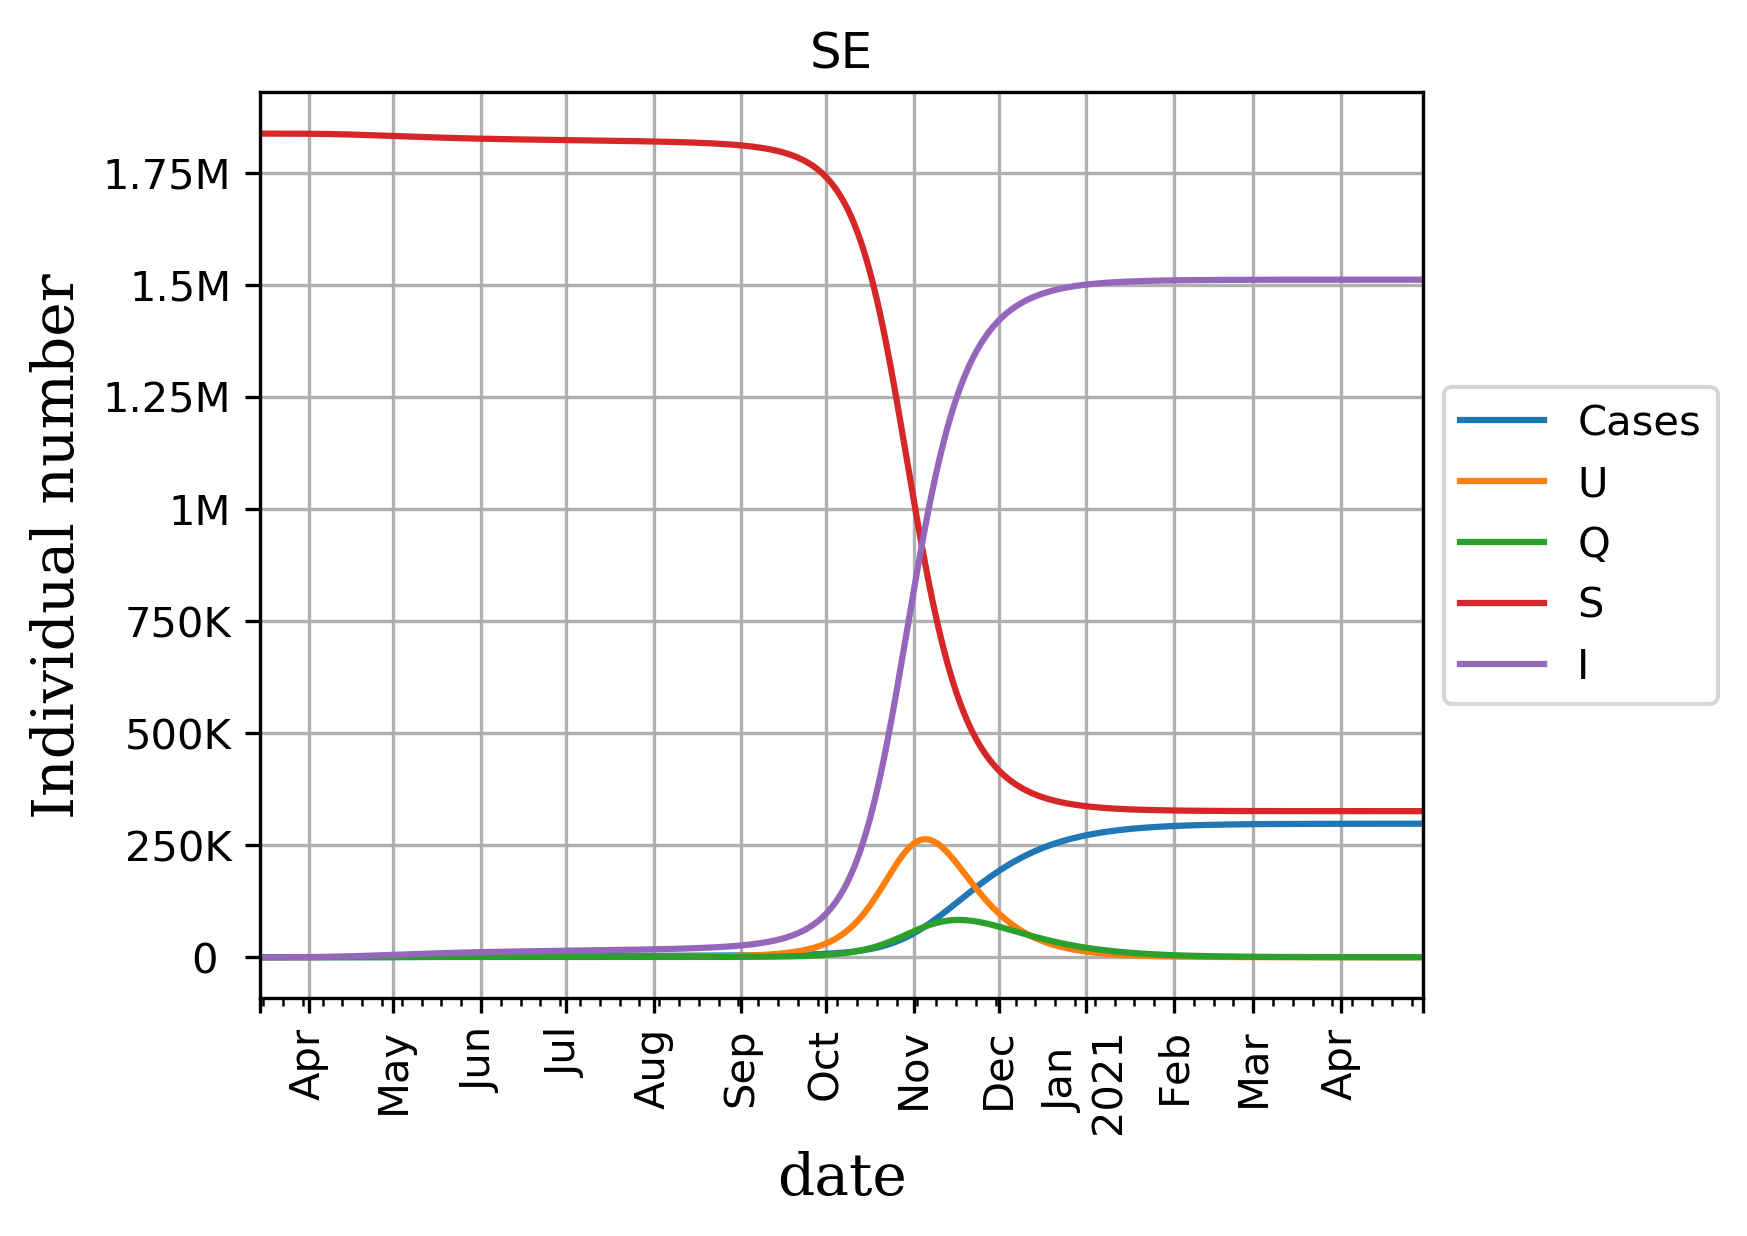 SE
Individual number
1.75M
1.5M
1.25M
1M
750K
500K
250K
0
Apr
May
Jun
Jul
Aug
Sep
Oct
Nov
Dec
Jan
2021
Feb
Mar
Apr
date
Cases
U
Q
S
I